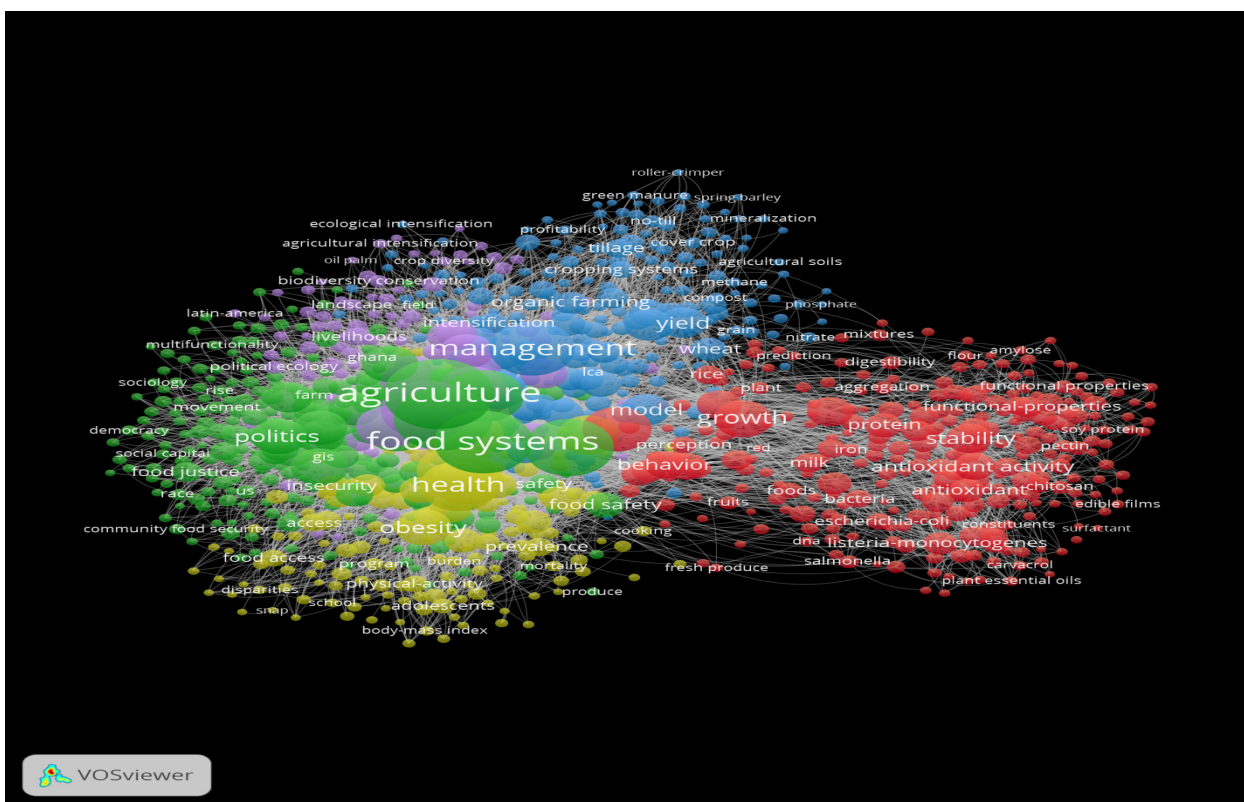 roller-crimper
green manure
spring-barley
ecological intensification
no-till
mineralization
profitability
agricultural intensification
tillage
cover crop
oil palm
crop diversity
cropping systems
agricultural soils
biodiversity conservation
methane
landscape
field
organic farming
compost
phosphate
latin-america
intensification
yield
grain
livelihoods
nitrate
mixtures
multifunctionality
management
wheat
prediction
amylose
political ecology
ghana
lca
rice
digestibility
flour
sociology
rise
farm
agriculture
plant
aggregation
functional properties
movement
model
growth
functional-properties
democracy
politics
food systems
perception
red
protein
stability
soy protein
social capital
gis
iron
pectin
food justice
behavior
milk
antioxidant activity
race
us
insecurity
health
safety
foods
antioxidant
chitosan
community food security
access
obesity
food safety
fruits
bacteria
edible films
cooking
escherichia-coli
constituents
surfactant
food access
program
burden
prevalence
dna
listeria-monocytogenes
disparities
physical-activity
mortality
fresh produce
salmonella
carvacrol
snap
school
adolescents
produce
plant essential oils
body-mass index
VOSviewer